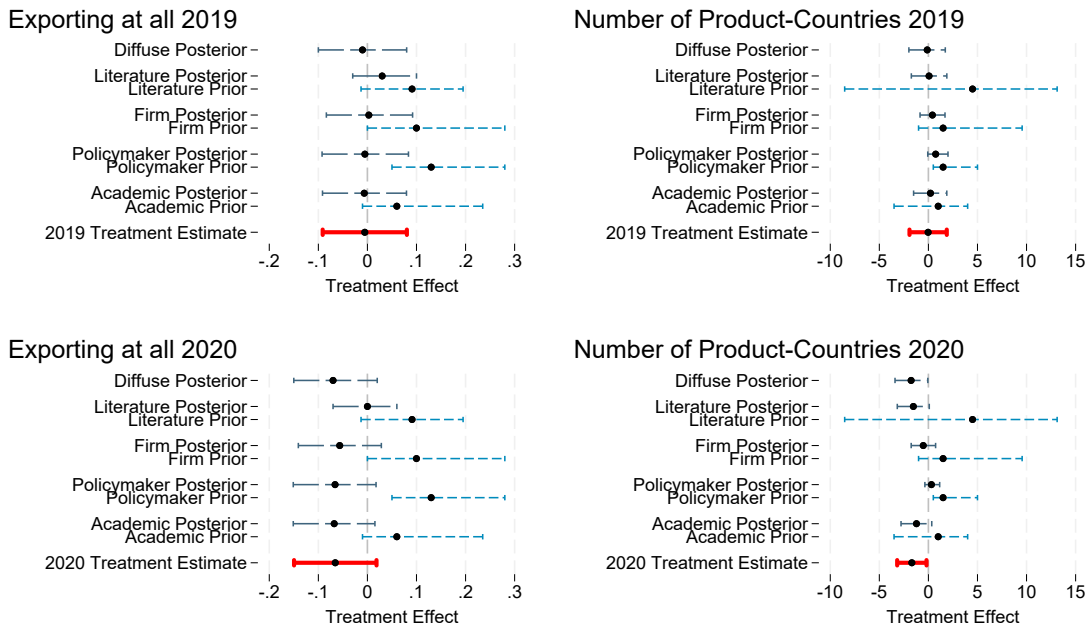 Exporting at all 2019
Diffuse Posterior
Literature Posterior
Literature Prior
Firm Posterior
Firm Prior
Policymaker Posterior
Policymaker Prior
Academic Posterior
Academic Prior
2019 Treatment Estimate
-.2 -.1 0 .1 .2 .3
Treatment Effect
Number of Product-Countries 2019
Diffuse Posterior
Literature Posterior
Literature Prior
Firm Posterior
Firm Prior
Policymaker Posterior
Policymaker Prior
Academic Posterior
Academic Prior
2019 Treatment Estimate
-10 -5 0 5 10 15
Treatment Effect
Exporting at all 2020
Diffuse Posterior
Literature Posterior
Literature Prior
Firm Posterior
Firm Prior
Policymaker Posterior
Policymaker Prior
Academic Posterior
Academic Prior
2020 Treatment Estimate
-.2 -.1 0 .1 .2 .3
Treatment Effect
Number of Product-Countries 2020
Diffuse Posterior
Literature Posterior
Literature Prior
Firm Posterior
Firm Prior
Policymaker Posterior
Policymaker Prior
Academic Posterior
Academic Prior
2020 Treatment Estimate
-10 -5 0 5 10 15
Treatment Effect